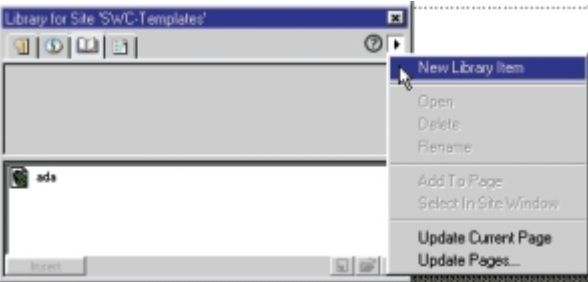 Library for Site 'SWC-Templates'
New Library Item
Open
Delete
Rename
Add To Page
Select In Site Window
Update Current Page
Update Pages...
ada
Insert